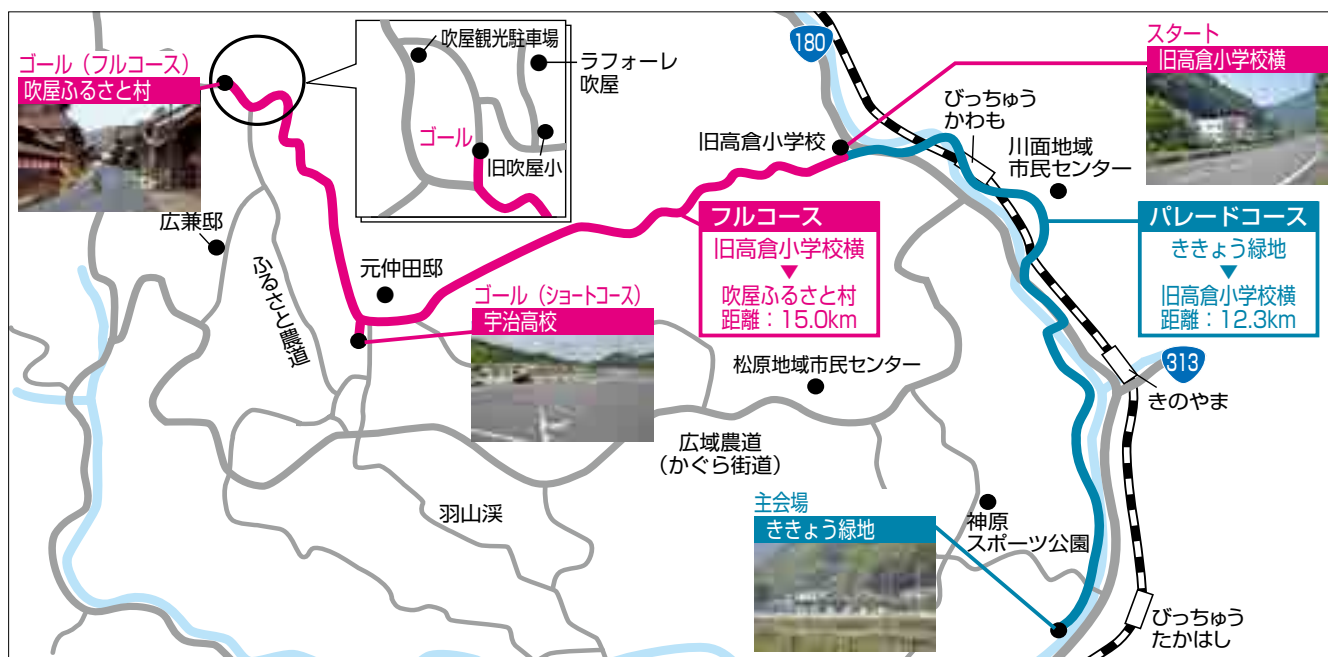 ゴール（フルコース）
吹屋ふるさと村
吹屋観光駐車場
ラフォーレ
吹屋
ゴール
旧吹屋小
180
スタート
旧高倉小学校横
びっちゅう
かわも
旧高倉小学校
川面地域
市民センター
広兼邸
ふるさと農道
元仲田邸
ゴール（ショートコース）
宇治高校
フルコース
旧高倉小学校横
▼
吹屋ふるさと村
距離：15.0km
パレードコース
ききょう緑地
▼
旧高倉小学校横
距離：12.3km
松原地域市民センター
313
きのやま
広域農道
（かぐら街道）
羽山渓
主会場
ききょう緑地
神原
スポーツ公園
びっちゅう
たかはし